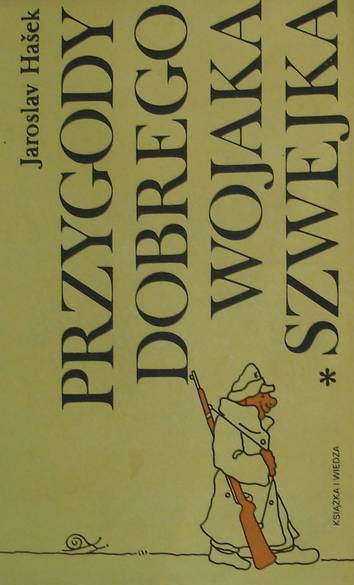 Jaroslav Hašek
PRZYGODY
DOBREGO
WOJAKA
* SZWEJKA
KSIĄŻKA I WIEDZA